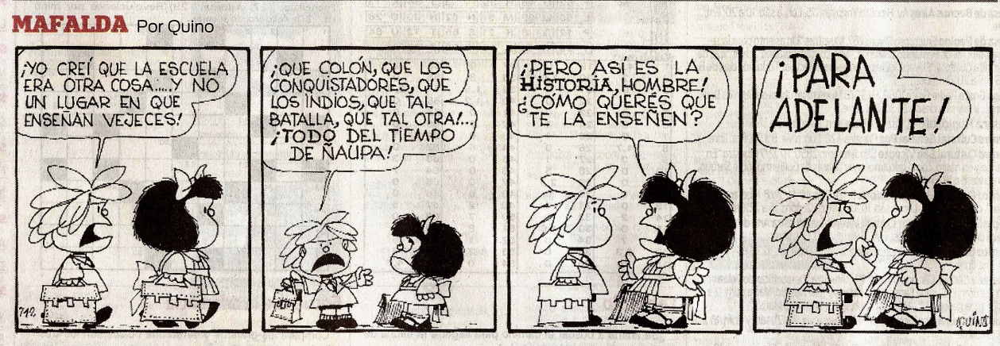 MAFALDA Por Quino
¡YO CREÍ QUE LA ESCUELA
ERA OTRA COSA.....Y NO
UN LUGAR EN QUE
ENSEÑAN VEJECES!
¡QUE COLÓN, QUE LOS
CONQUISTADORES, QUE
LOS INDIOS, QUE TAL
BATALLA, QUE TAL OTRA!...
¡TODO DEL TIEMPO
DE ÑAUPA!
¡PERO ASÍ ES LA
HISTORIA, HOMBRE!
¿CÓMO QUERÉS QUE
TE LA ENSEÑEN?
¡PARA
ADELANTE!
712
QUINO